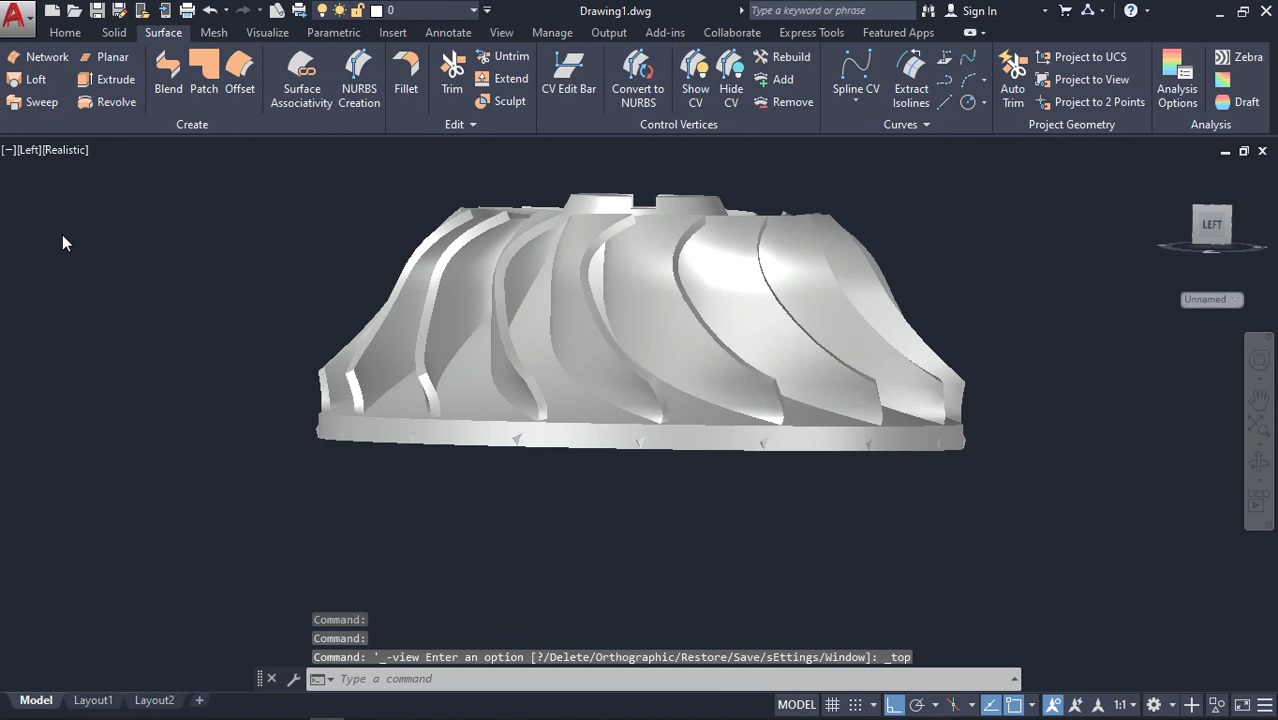 A 0 Drawing1.dwg Type a keyword or phrase Sign In
Home Solid Surface Mesh Visualize Parametric Insert Annotate View Manage Output Add-ins Collaborate Express Tools Featured Apps
Network Planar Untrim Rebuild Project to UCS Zebra
Loft Extrude Extend Add Project to View
Sweep Revolve Sculpt Remove Project to 2 Points Draft
Blend Patch Offset Surface Associativity NURBS Creation Fillet Trim CV Edit Bar Convert to NURBS Show CV Hide CV Spline CV Extract Isolines Auto Trim Analysis Options
Create Edit Control Vertices Curves Project Geometry Analysis
[−][Left][Realistic]
LEFT
Unnamed
Command:
Command:
Command: '_-view Enter an option [?/Delete/Orthographic/Restore/Save/sEttings/Window]: _top
Type a command
Model Layout1 Layout2 + MODEL 1:1